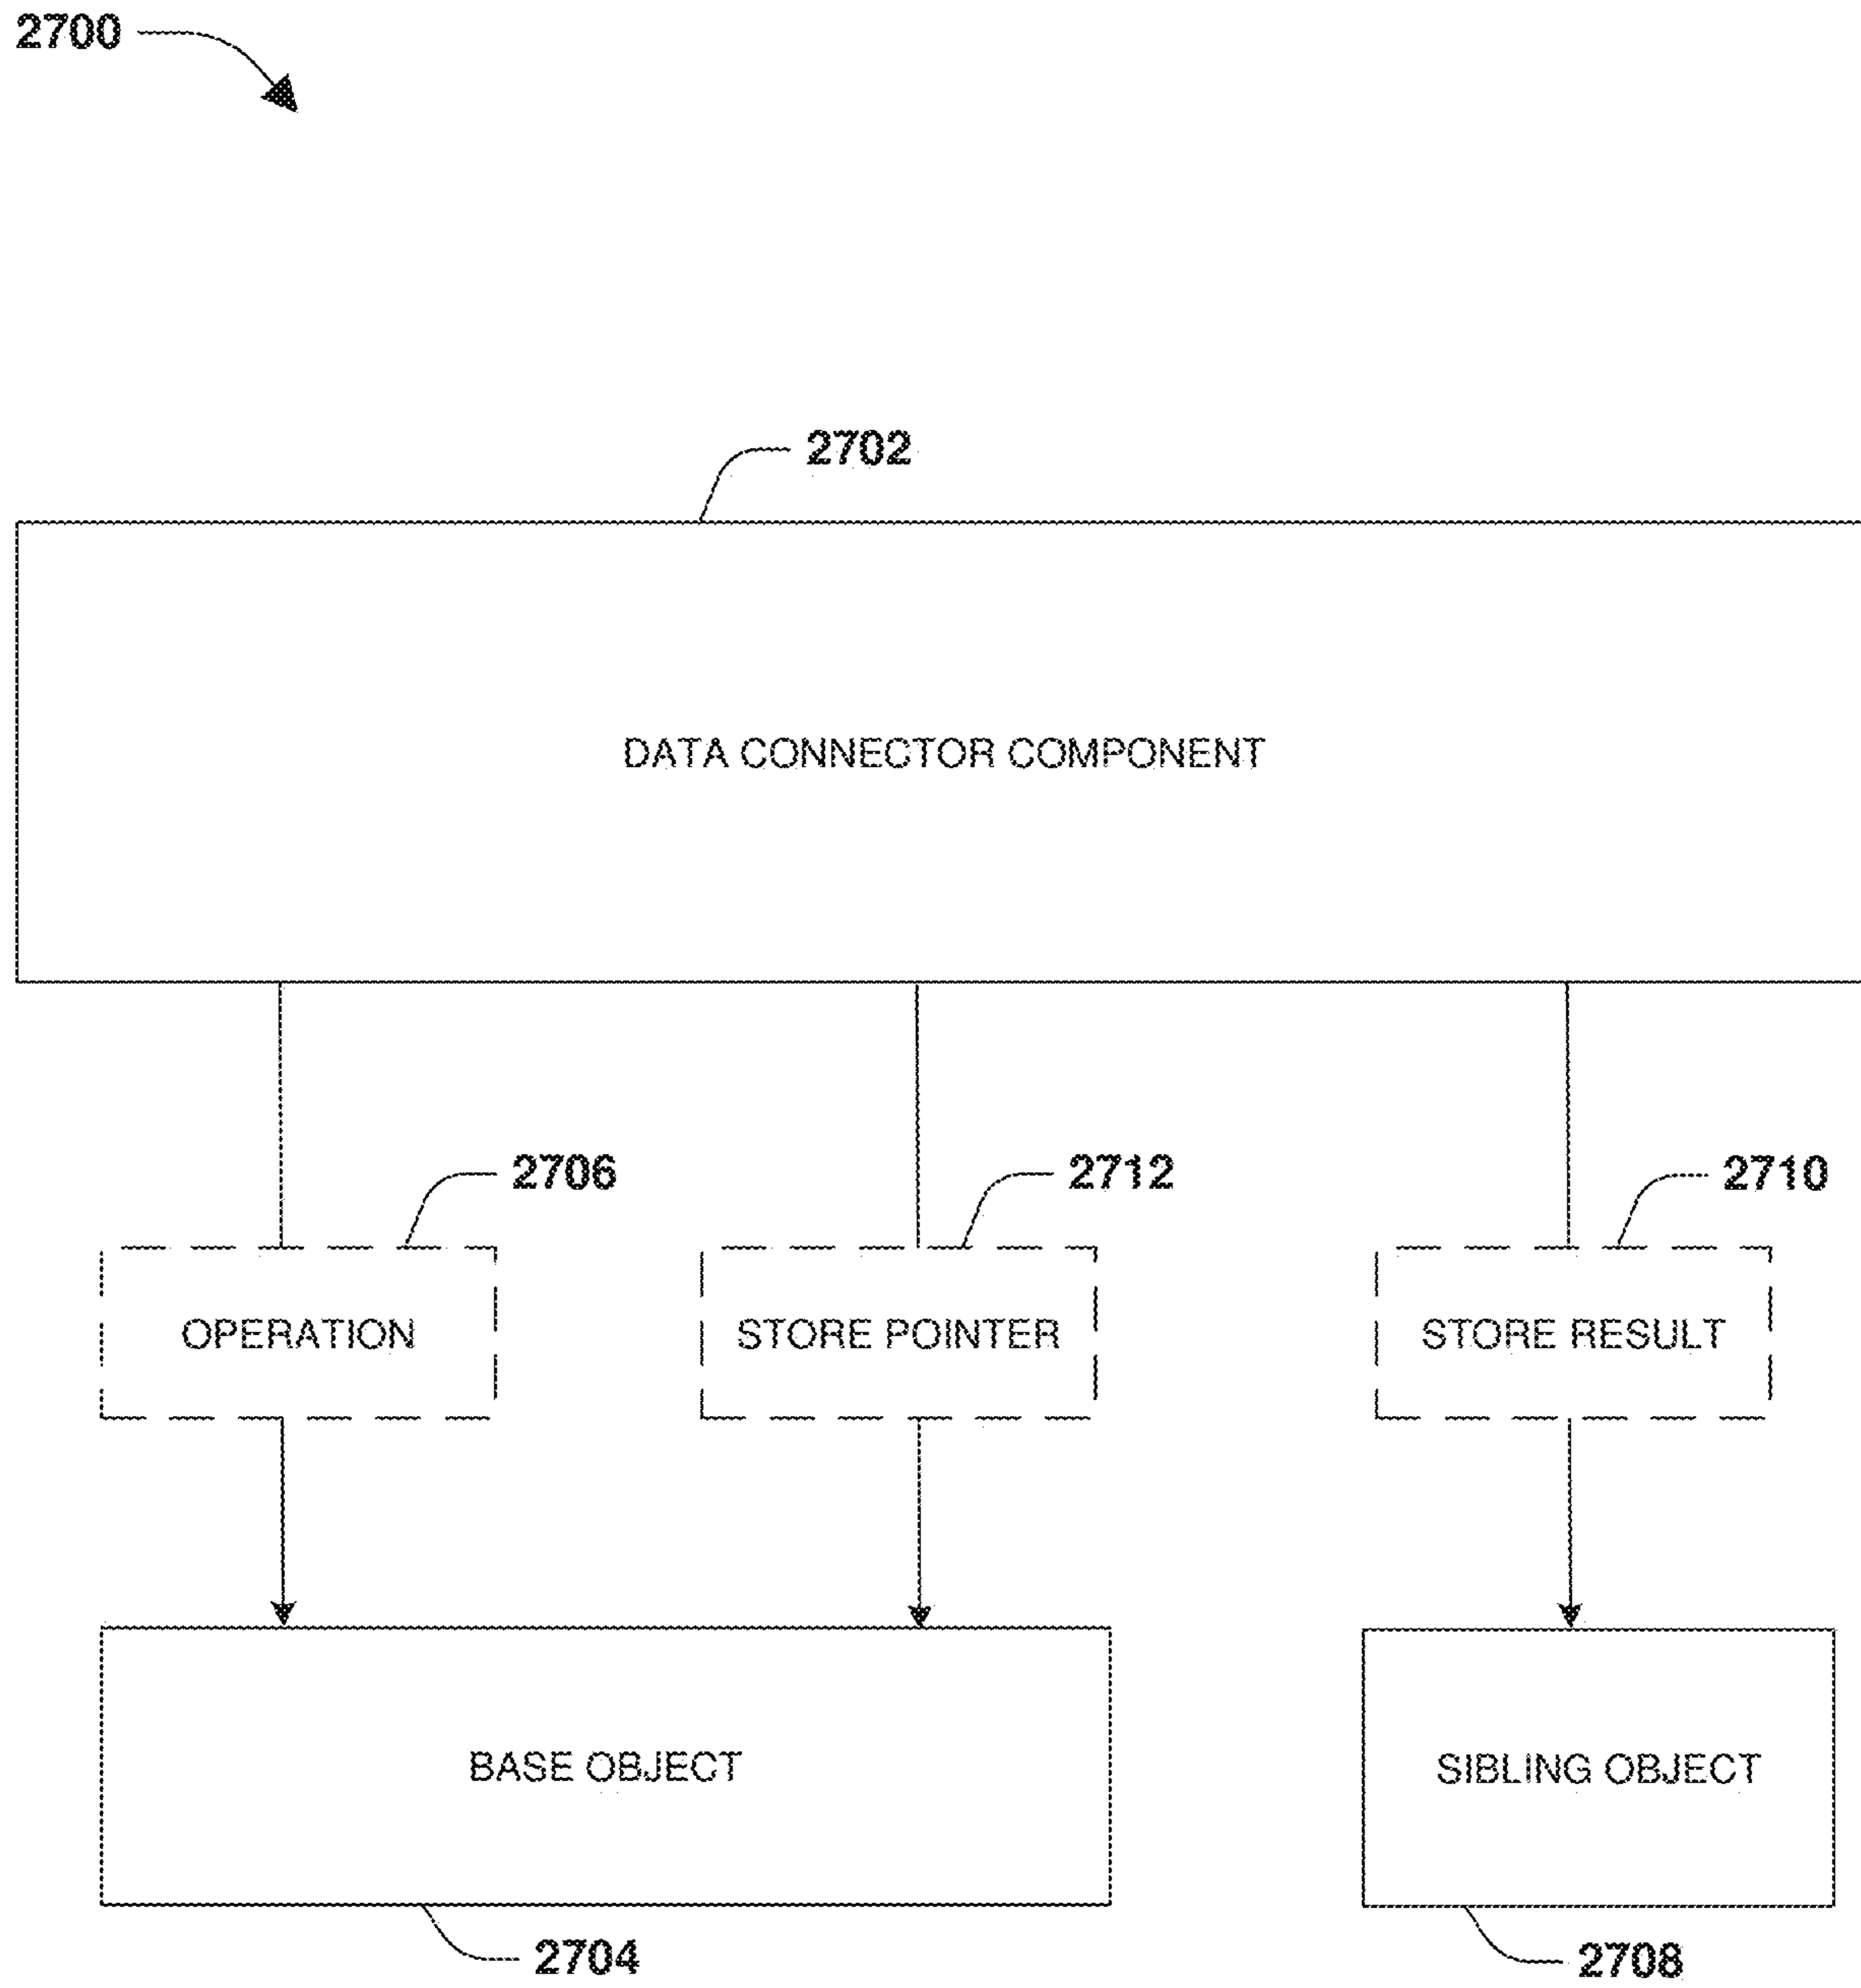 2700
2702
DATA CONNECTOR COMPONENT
2706
2712
2710
OPERATION
STORE POINTER
STORE RESULT
BASE OBJECT
SIBLING OBJECT
2704
2708